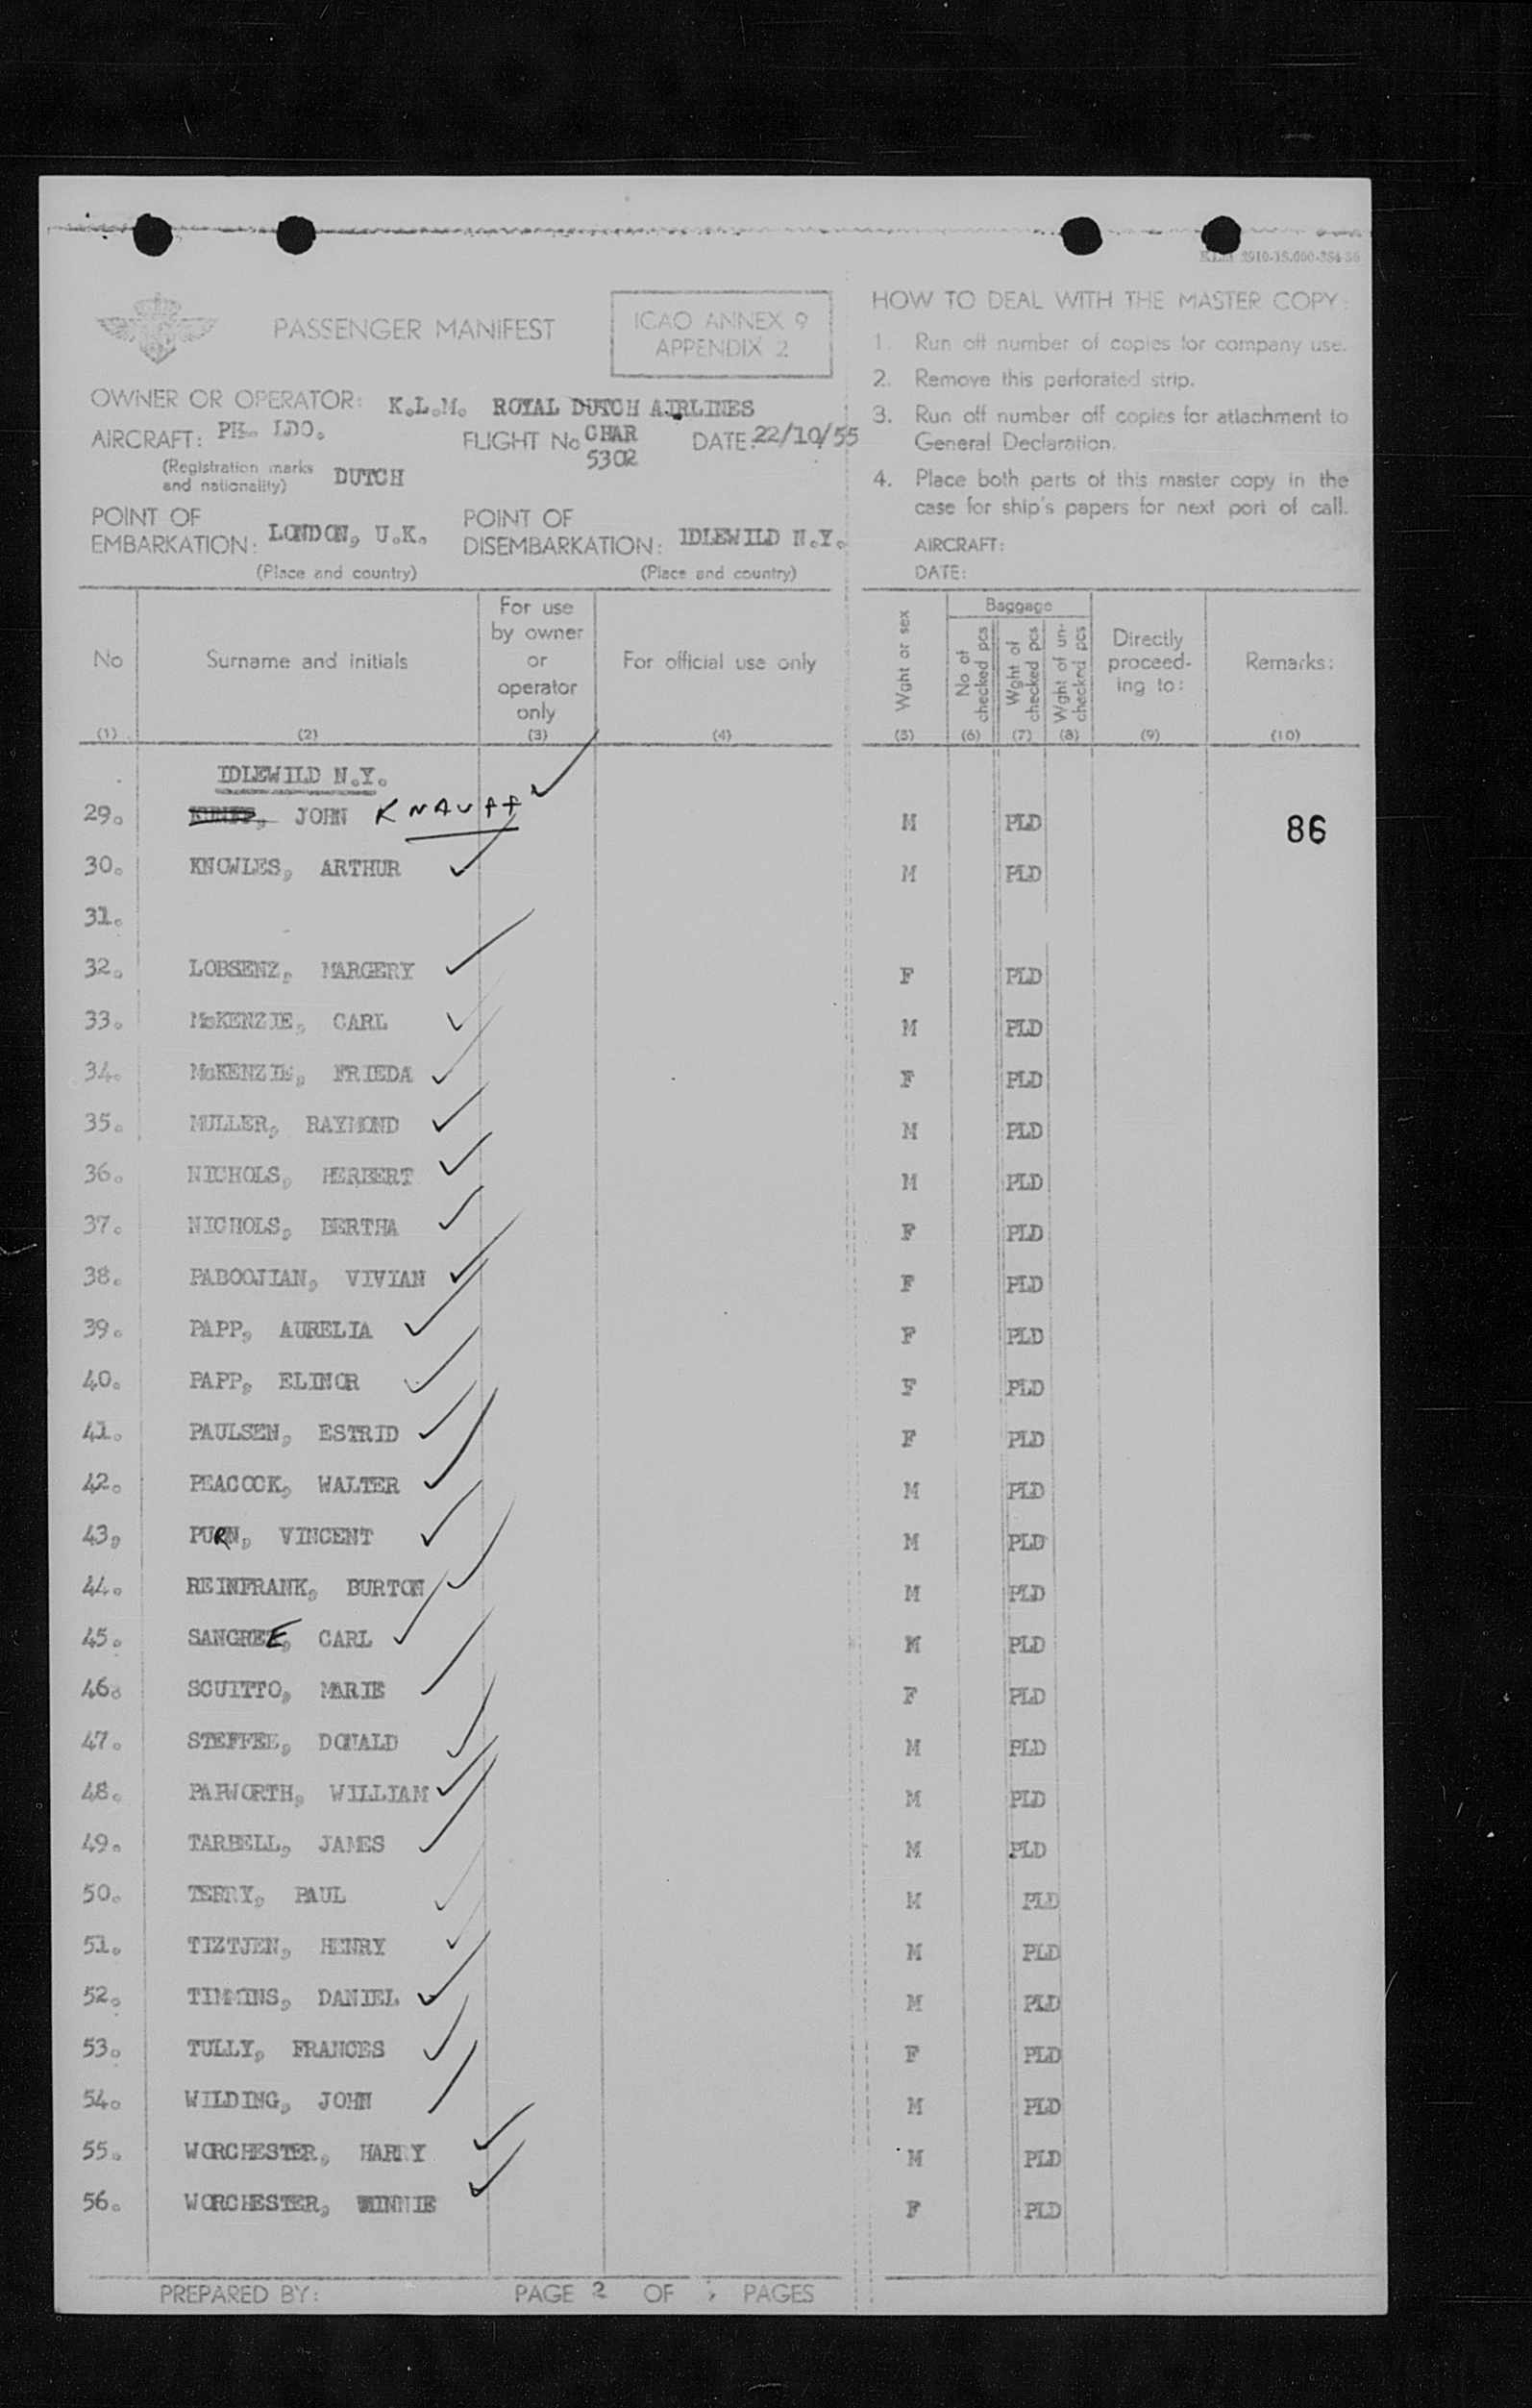 K.L.M. 2910-15.000-354-56
PASSENGER MANIFEST
ICAO ANNEX 9
APPENDIX 2
OWNER OR OPERATOR: K.L.M. ROYAL DUTCH AIRLINES
AIRCRAFT: PH. LDO.
FLIGHT No CHAR 5302
DATE: 22/10/55
(Registration marks and nationality) DUTCH
POINT OF EMBARKATION: LONDON, U.K.
(Place and country)
POINT OF DISEMBARKATION: IDLEWILD N.Y.
(Place and country)
HOW TO DEAL WITH THE MASTER COPY:
1. Run off number of copies for company use.
2. Remove this perforated strip.
3. Run off number off copies for attachment to
General Declaration.
4. Place both parts of this master copy in the
case for ship's papers for next port of call.
AIRCRAFT:
DATE:
No (1)
Surname and initials (2)
For use by owner or operator only (3)
For official use only (4)
Wght or sex (5)
Baggage
No of checked pcs (6)
Wght of checked pcs (7)
Wght of un-checked pcs (8)
Directly proceed-ing to: (9)
Remarks: (10)
IDLEWILD N.Y.
29. JOHN KNAUFF M PLD 86
30. KNOWLES, ARTHUR M PLD
31.
32. LOBSENZ, MARGERY F PLD
33. McKENZIE, CARL M PLD
34. McKENZIE, FRIEDA F PLD
35. MULLER, RAYMOND M PLD
36. NICHOLS, HERBERT M PLD
37. NICHOLS, BERTHA F PLD
38. PABOOJIAN, VIVIAN F PLD
39. PAPP, AURELIA F PLD
40. PAPP, ELINOR F PLD
41. PAULSEN, ESTRID F PLD
42. PEACOCK, WALTER M PLD
43, PURN, VINCENT M PLD
44. REINFRANK, BURTON M PLD
45. SANGREE, CARL M PLD
46. SCUITTO, MARIE F PLD
47. STEFFEE, DONALD M PLD
48. PAPWORTH, WILLIAM M PLD
49. TARBELL, JAMES M PLD
50. TERRY, PAUL M PLD
51. TIZTJEN, HENRY M PLD
52. TIMMINS, DANIEL M PLD
53. TULLY, FRANCES F PLD
54. WILDING, JOHN M PLD
55. WORCHESTER, HARRY M PLD
56. WORCHESTER, WINNIE F PLD
PREPARED BY:
PAGE 2 OF PAGES